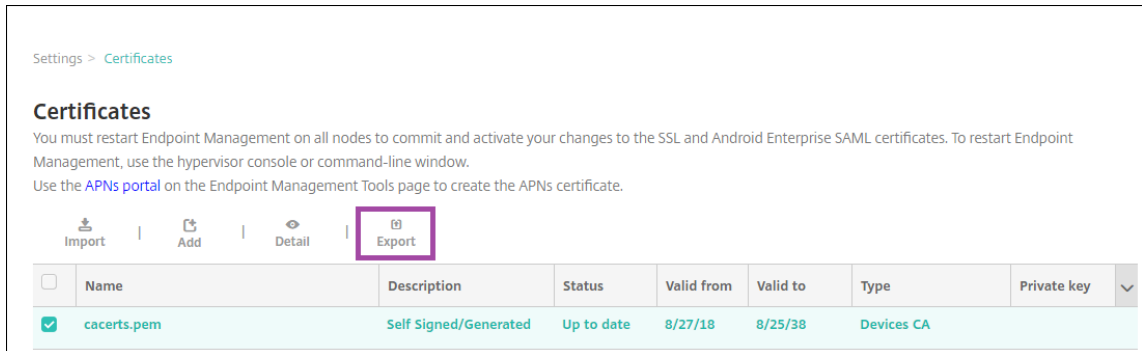 Settings > Certificates
Certificates
You must restart Endpoint Management on all nodes to commit and activate your changes to the SSL and Android Enterprise SAML certificates. To restart Endpoint
Management, use the hypervisor console or command-line window.
Use the APNs portal on the Endpoint Management Tools page to create the APNs certificate.
Import | Add | Detail | Export
Name Description Status Valid from Valid to Type Private key
cacerts.pem Self Signed/Generated Up to date 8/27/18 8/25/38 Devices CA